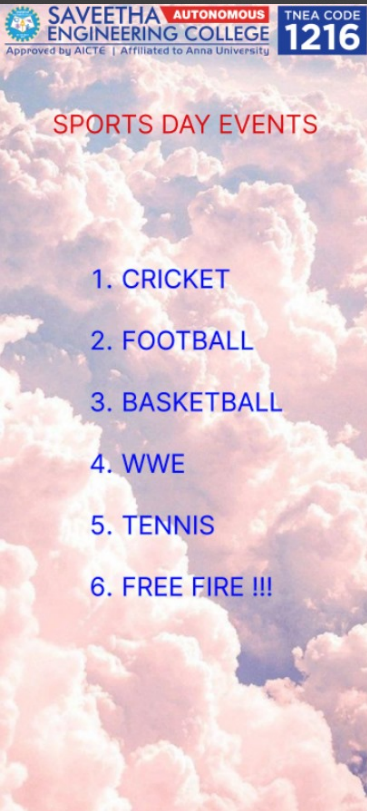 SAVEETHA AUTONOMOUS
ENGINEERING COLLEGE
Approved by AICTE | Affiliated to Anna University
TNEA CODE
1216
SPORTS DAY EVENTS
1. CRICKET
2. FOOTBALL
3. BASKETBALL
4. WWE
5. TENNIS
6. FREE FIRE !!!